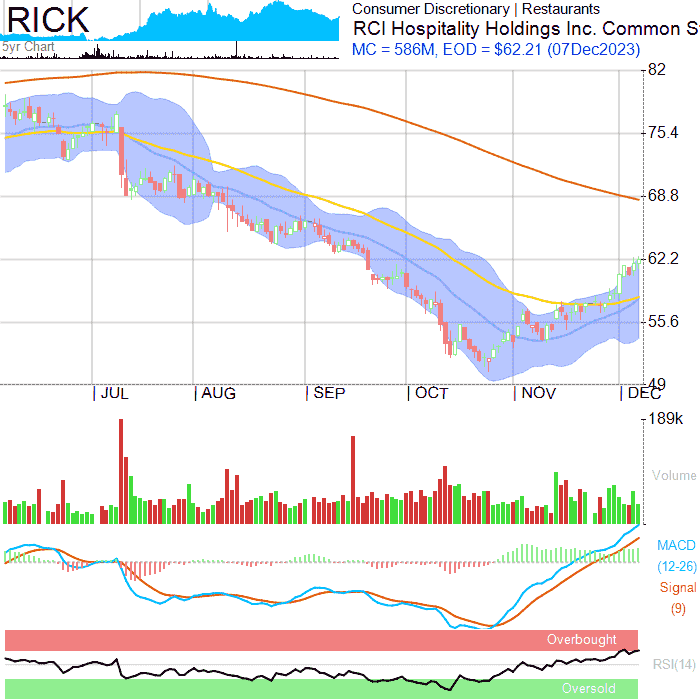 RICK
5yr Chart
Consumer Discretionary | Restaurants
RCI Hospitality Holdings Inc. Common S
MC = 586M, EOD = $62.21 (07Dec2023)
82
75.4
68.8
62.2
55.6
49
JUL
AUG
SEP
OCT
NOV
DEC
189k
Volume
MACD
(12-26)
Signal
(9)
Overbought
RSI(14)
Oversold